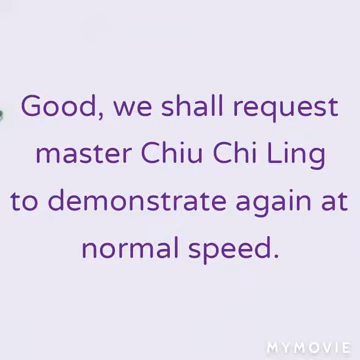 Good, we shall request
master Chiu Chi Ling
to demonstrate again at
normal speed.
MYMOVIE